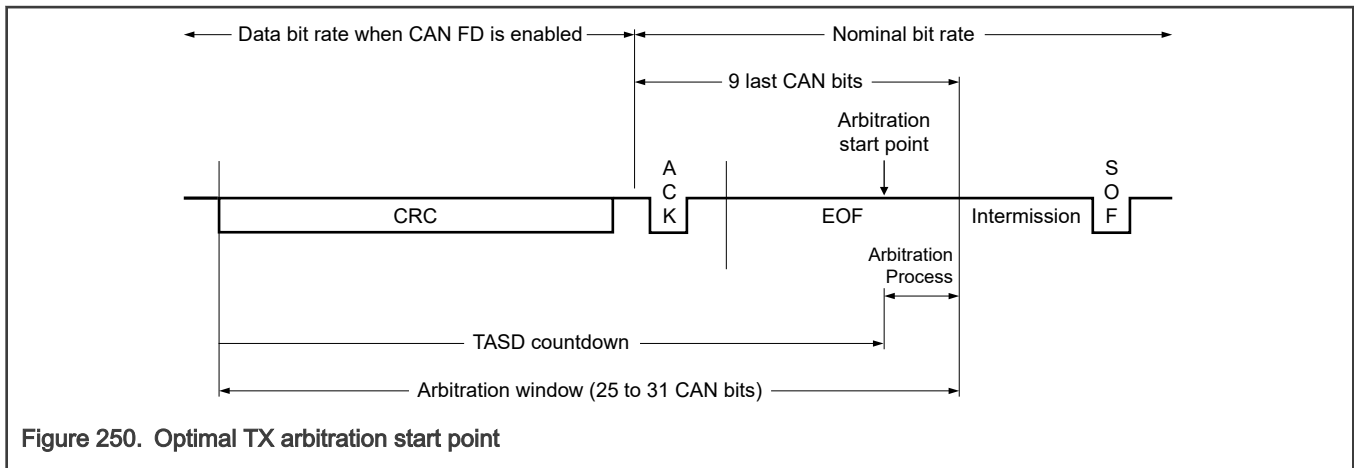 Data bit rate when CAN FD is enabled
Nominal bit rate
9 last CAN bits
Arbitration
start point
A
C
K
S
O
F
CRC
EOF
Intermission
Arbitration
Process
TASD countdown
Arbitration window (25 to 31 CAN bits)
Figure 250. Optimal TX arbitration start point